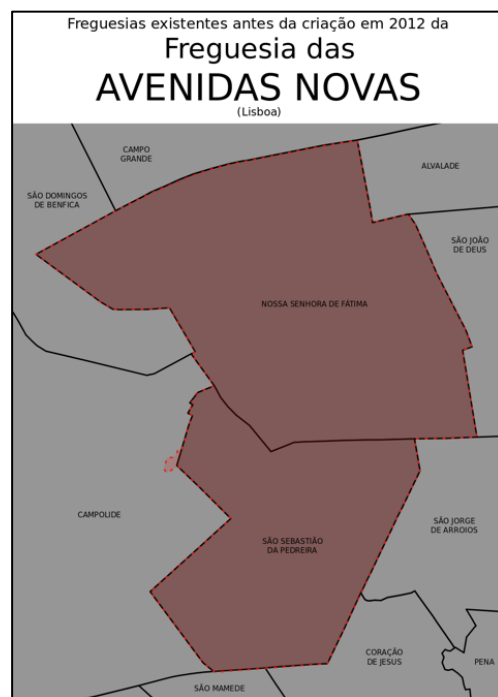 Freguesias existentes antes da criação em 2012 da
Freguesia das
AVENIDAS NOVAS
(Lisboa)
CAMPO
GRANDE
ALVALADE
SÃO DOMINGOS
DE BENFICA
SÃO JOÃO
DE DEUS
NOSSA SENHORA DE FÁTIMA
CAMPOLIDE
SÃO JORGE
DE ARROIOS
SÃO SEBASTIÃO
DA PEDREIRA
CORAÇÃO
DE JESUS
PENA
SÃO MAMEDE